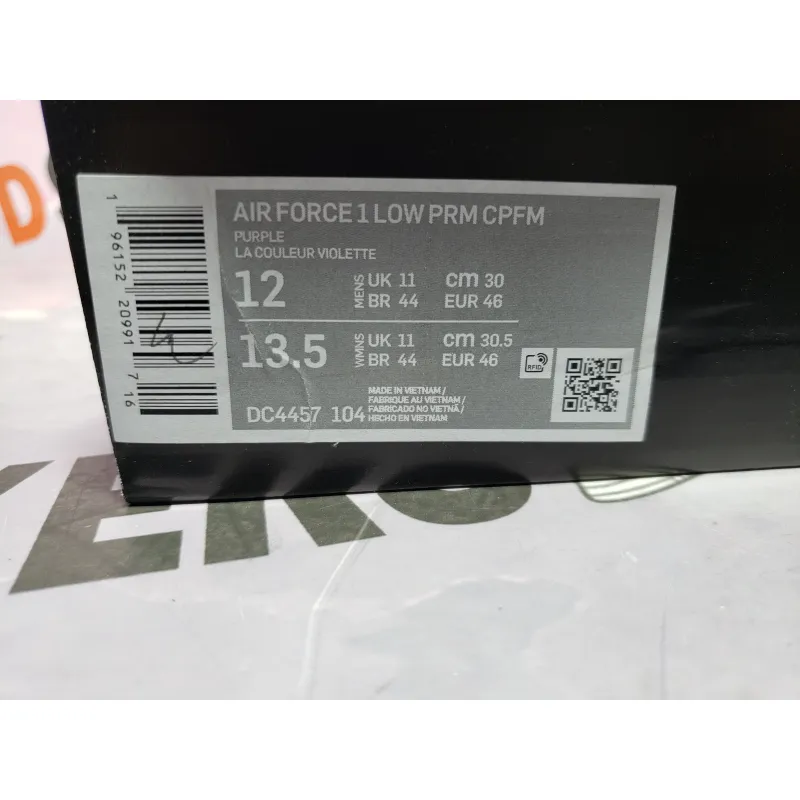 D
1 96152 20991 7 16
AIR FORCE 1 LOW PRM CPFM
PURPLE
LA COULEUR VIOLETTE
12 MENS UK 11 cm 30
BR 44 EUR 46
13.5 WMNS UK 11 cm 30.5
BR 44 EUR 46
RFID
DC4457 104
MADE IN VIETNAM /
FABRIQUE AU VIETNAM /
FABRICADO NO VIETNÃ /
HECHO EN VIETNAM